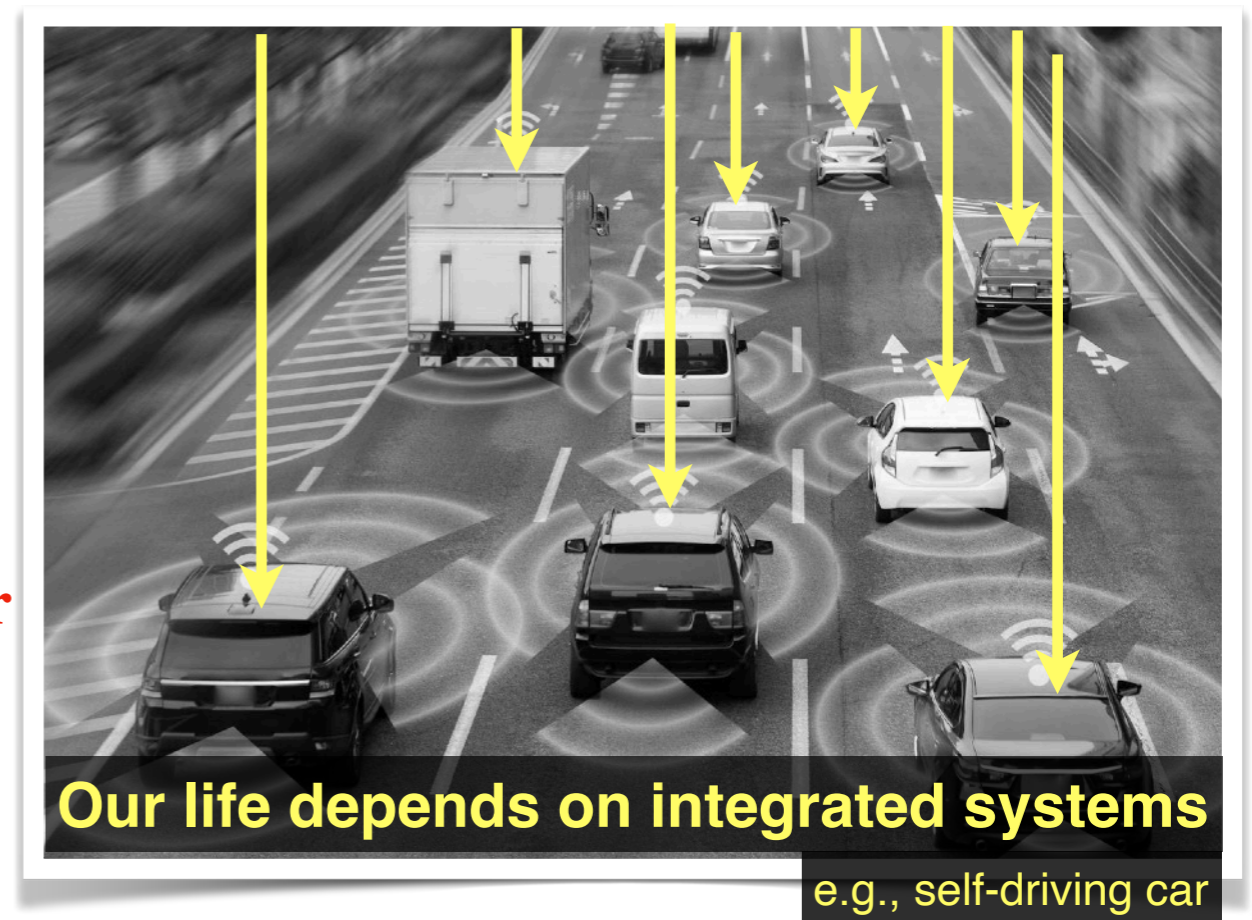 r
Our life depends on integrated systems
e.g., self-driving car